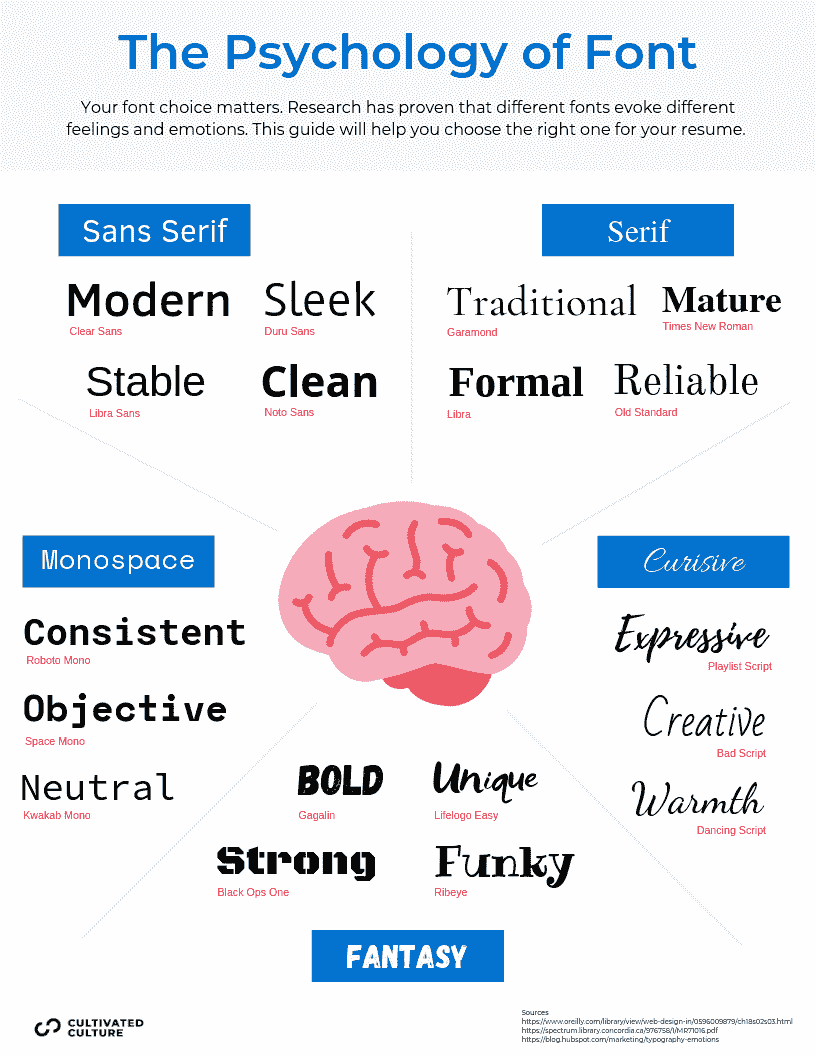 The Psychology of Font
Your font choice matters. Research has proven that different fonts evoke different
feelings and emotions. This guide will help you choose the right one for your resume.
Sans Serif
Modern
Clear Sans
Sleek
Duru Sans
Stable
Libra Sans
Clean
Noto Sans
Serif
Traditional
Garamond
Mature
Times New Roman
Formal
Libra
Reliable
Old Standard
Monospace
Consistent
Roboto Mono
Objective
Space Mono
Neutral
Kwakab Mono
Curisive
Expressive
Playlist Script
Creative
Bad Script
Warmth
Dancing Script
BOLD
Gagalin
Unique
Lifelogo Easy
Strong
Black Ops One
Funky
Ribeye
FANTASY
CULTIVATED
CULTURE
Sources
https://www.oreilly.com/library/view/web-design-in/0596009879/ch18s02s03.html
https://spectrum.library.concordia.ca/976758/1/MR71016.pdf
https://blog.hubspot.com/marketing/typography-emotions